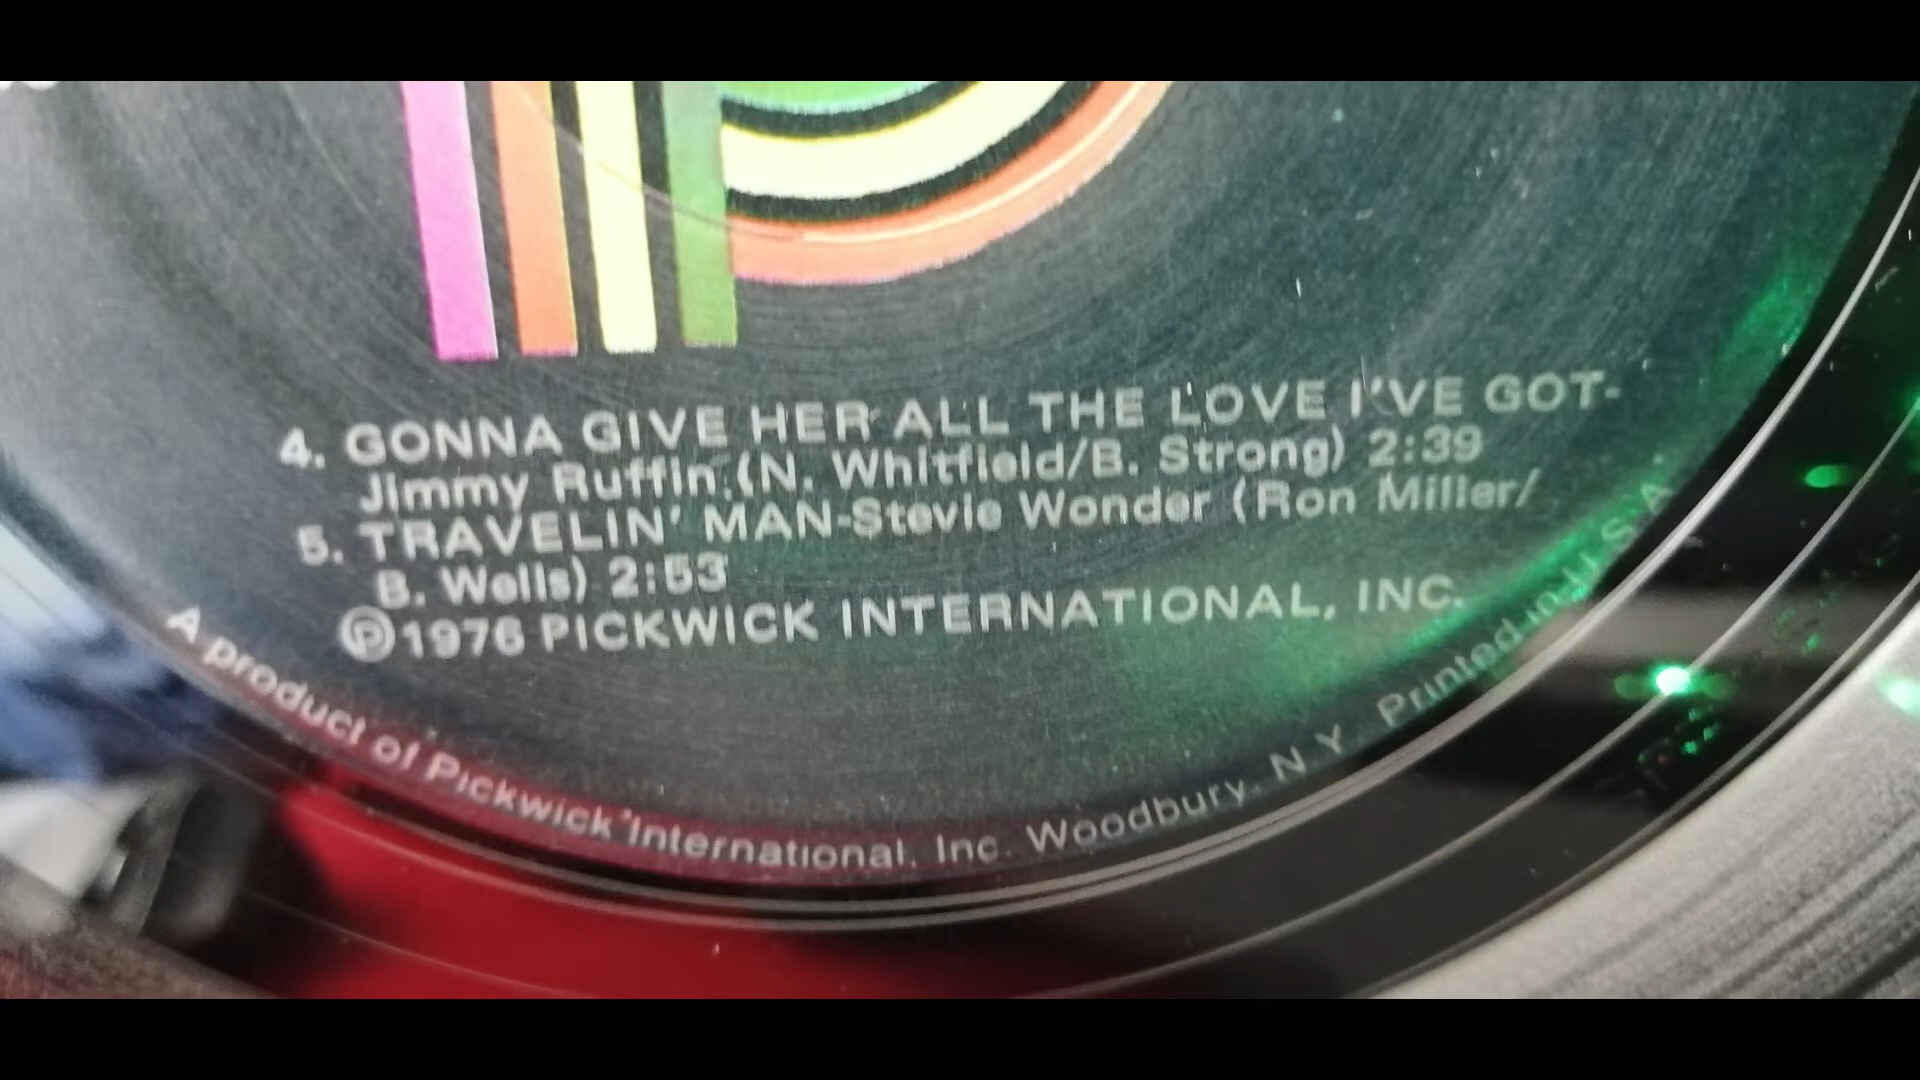 4. GONNA GIVE HER ALL THE LOVE I'VE GOT-
Jimmy Ruffin (N. Whitfield/B. Strong) 2:39
5. TRAVELIN' MAN-Stevie Wonder (Ron Miller/
B. Wells) 2:53
℗1976 PICKWICK INTERNATIONAL, INC.
A product of Pickwick International, Inc. Woodbury, N.Y. Printed in U.S.A.